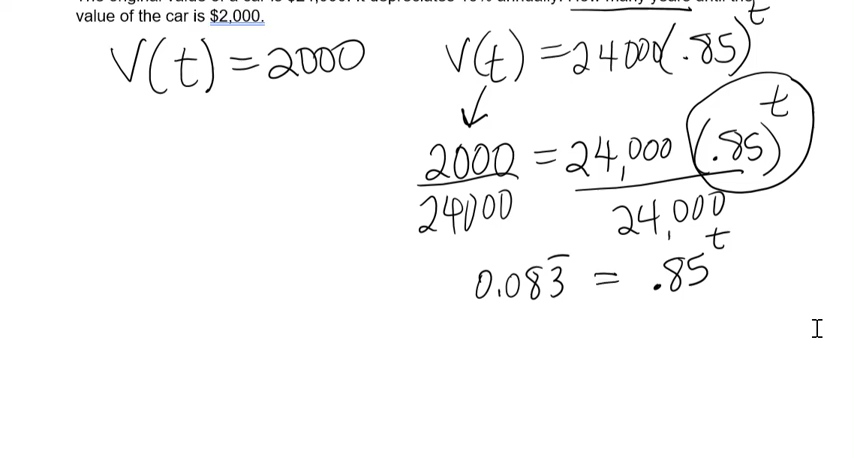 value of the car is $2,000.
V(t) = 2000
V(t) = 24000(.85)^t
2000 = 24,000 (.85)^t
24000 24,000
0.083̅ = .85^t